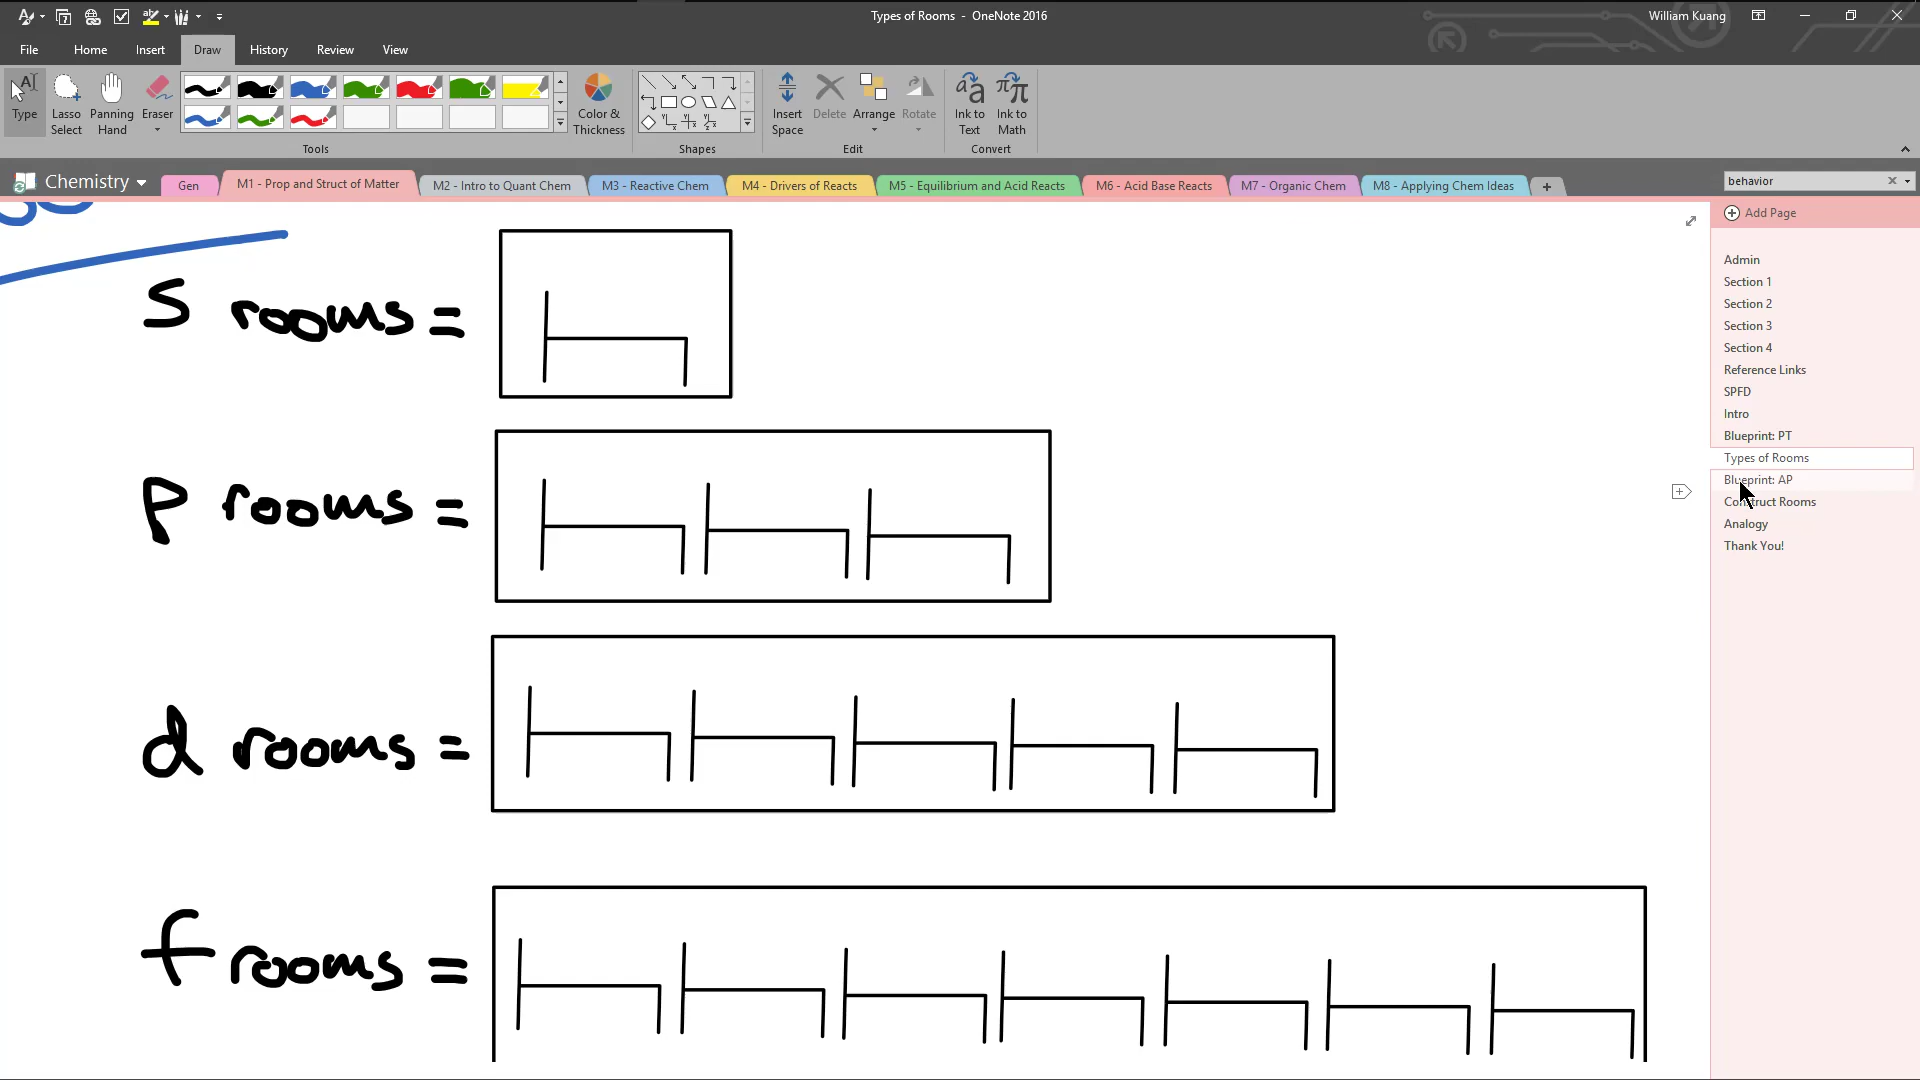 Types of Rooms - OneNote 2016
William Kuang
File
Home
Insert
Draw
History
Review
View
Type
Lasso
Select
Panning
Hand
Eraser
Color &
Thickness
Insert
Space
Delete
Arrange
Rotate
Ink to
Text
Ink to
Math
Tools
Shapes
Edit
Convert
Chemistry
Gen
M1 - Prop and Struct of Matter
M2 - Intro to Quant Chem
M3 - Reactive Chem
M4 - Drivers of Reacts
M5 - Equilibrium and Acid Reacts
M6 - Acid Base Reacts
M7 - Organic Chem
M8 - Applying Chem Ideas
behavior
Add Page
Admin
Section 1
Section 2
Section 3
Section 4
Reference Links
SPFD
Intro
Blueprint: PT
Types of Rooms
Blueprint: AP
Construct Rooms
Analogy
Thank You!
S rooms =
P rooms =
d rooms =
f rooms =